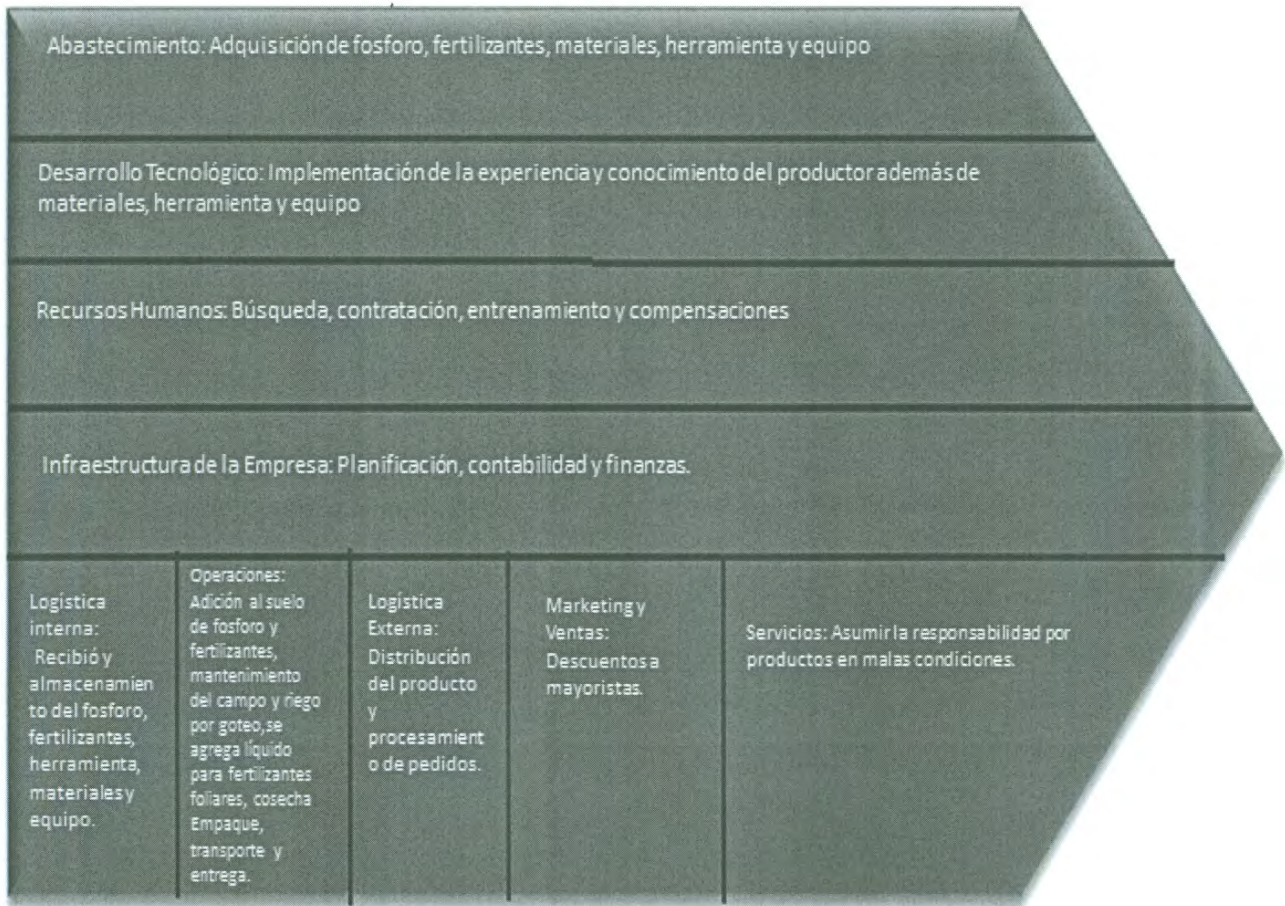 Abastecimiento: Adquisición de fosforo, fertilizantes, materiales, herramienta y equipo
Desarrollo Tecnológico: Implementación de la experiencia y conocimiento del productor además de
materiales, herramienta y equipo
Recursos Humanos: Búsqueda, contratación, entrenamiento y compensaciones
Infraestructura de la Empresa: Planificación, contabilidad y finanzas.
Logística
interna:
Recibió y
almacenamien
to del fosforo,
fertilizantes,
herramienta,
materiales y
equipo.
Operaciones:
Adición al suelo
de fosforo y
fertilizantes,
mantenimiento
del campo y riego
por goteo, se
agrega líquido
para fertilizantes
foliares, cosecha
Empaque,
transporte y
entrega.
Logística
Externa:
Distribución
del producto
y
procesamient
o de pedidos.
Marketing y
Ventas:
Descuentos a
mayoristas.
Servicios: Asumir la responsabilidad por
productos en malas condiciones.